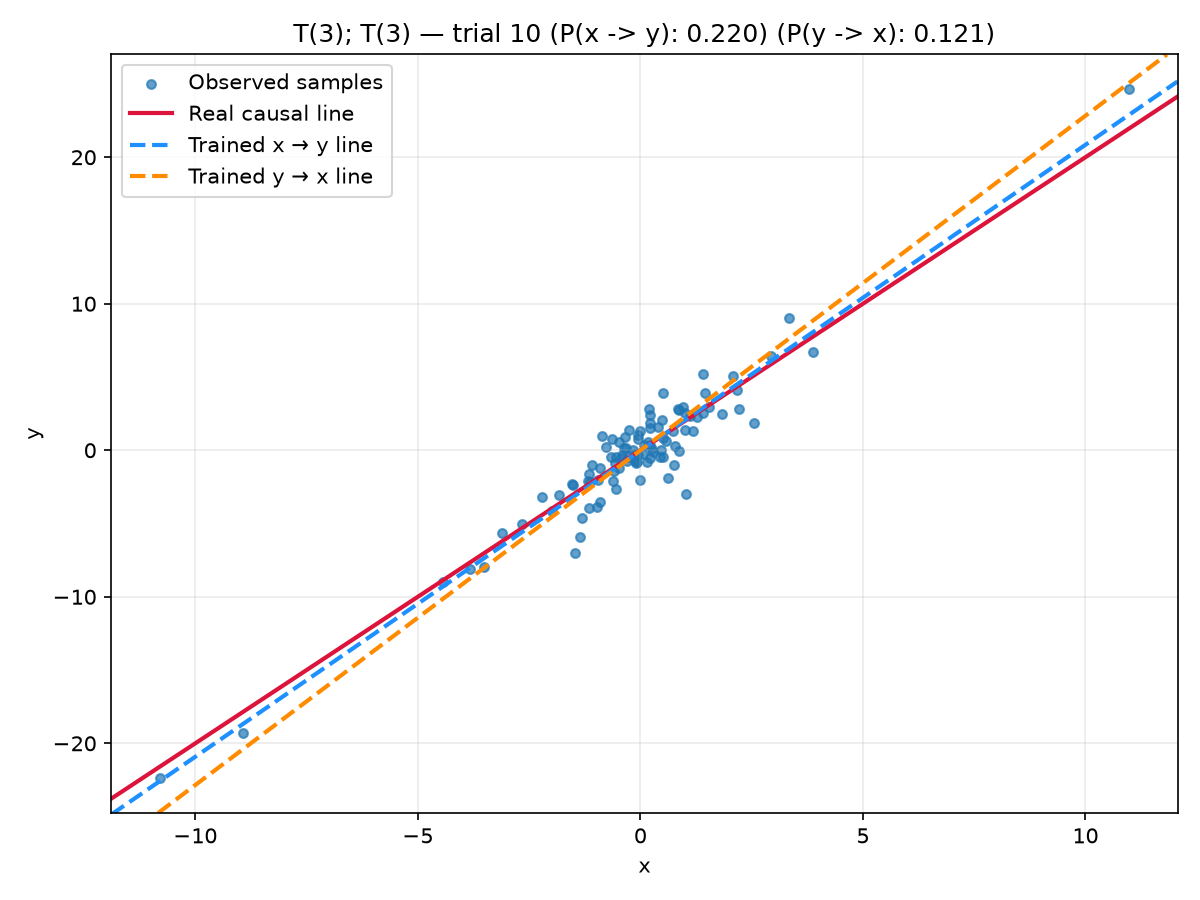 T(3); T(3) — trial 10 (P(x -> y): 0.220) (P(y -> x): 0.121)
Observed samples
Real causal line
Trained x → y line
Trained y → x line
20
10
0
−10
−20
y
−10
−5
0
5
10
x